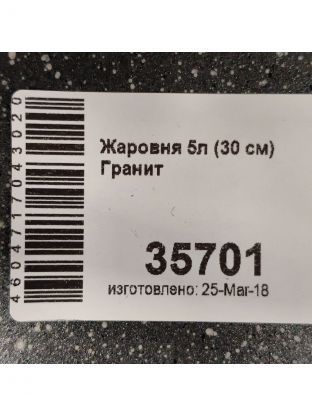 Жаровня 5л (30 см)
Гранит
35701
изготовлено: 25-Mar-18
4604717043020